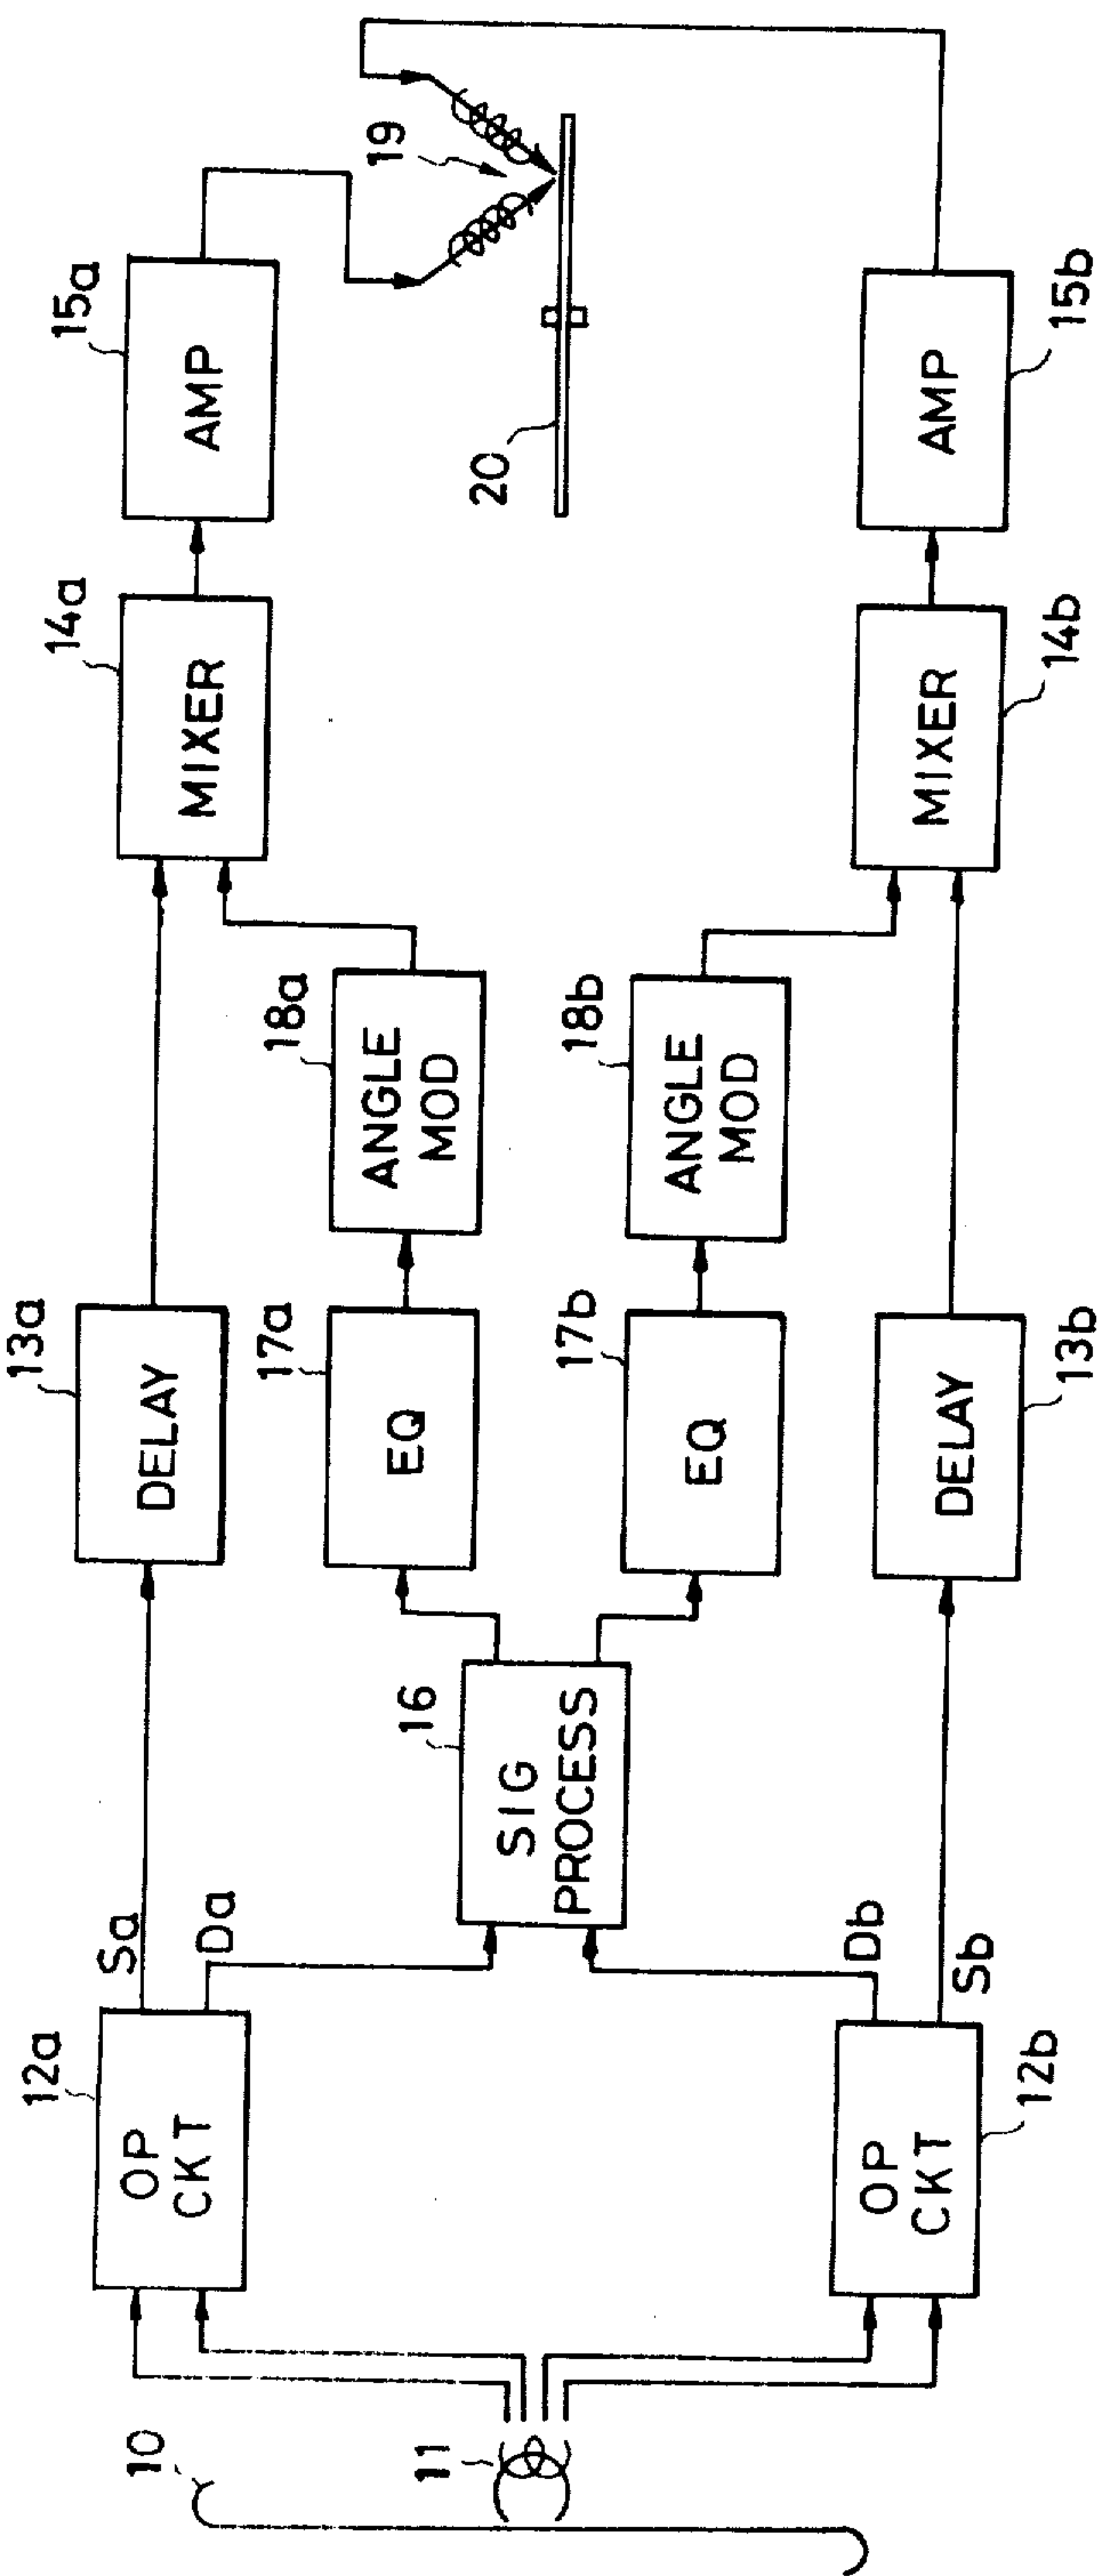 10
11
12a
OP
CKT
Sa
Da
13a
DELAY
14a
MIXER
15a
AMP
16
SIG
PROCESS
17a
EQ
18a
ANGLE
MOD
17b
EQ
18b
ANGLE
MOD
19
20
OP
CKT
12b
Db
Sb
DELAY
13b
MIXER
14b
AMP
15b